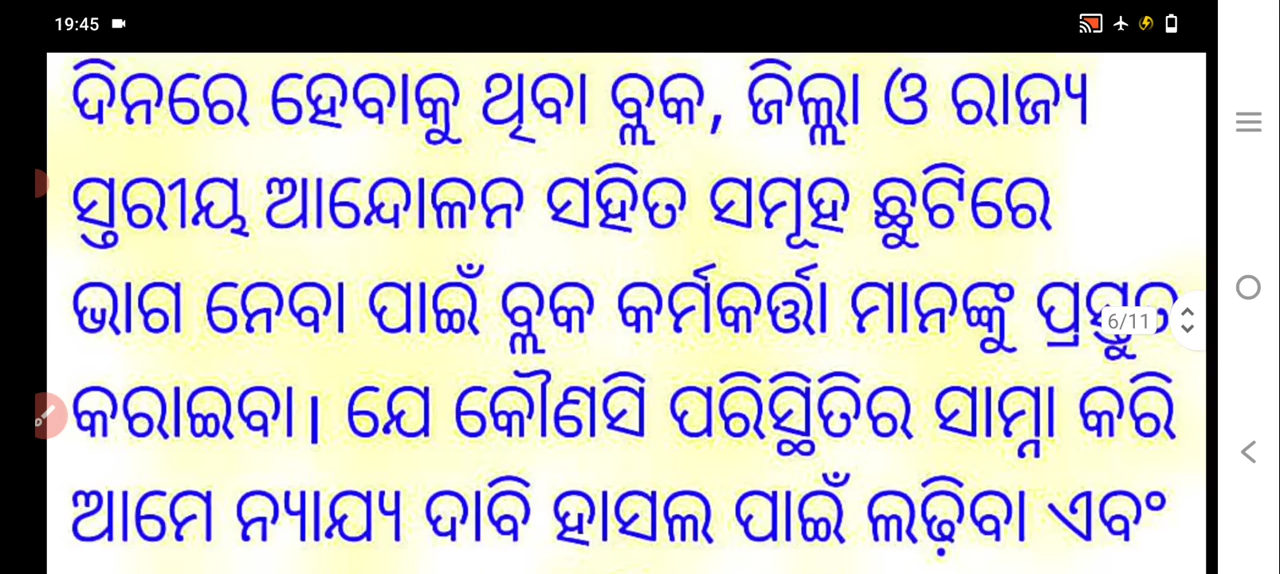 19:45
ଦିନରେ ହେବାକୁ ଥିବା ବ୍ଲକ, ଜିଲ୍ଲା ଓ ରାଜ୍ୟ
ସ୍ତରୀୟ ଆନ୍ଦୋଳନ ସହିତ ସମୂହ ଛୁଟିରେ
ଭାଗ ନେବା ପାଇଁ ବ୍ଲକ କର୍ମକର୍ତ୍ତା ମାନଙ୍କୁ ପ୍ରସ୍ତୁତ
6/11
କରାଇବା। ଯେ କୌଣସି ପରିସ୍ଥିତିର ସାମ୍ନା କରି
ଆମେ ନ୍ୟାଯ୍ୟ ଦାବି ହାସଲ ପାଇଁ ଲଢ଼ିବା ଏବଂ